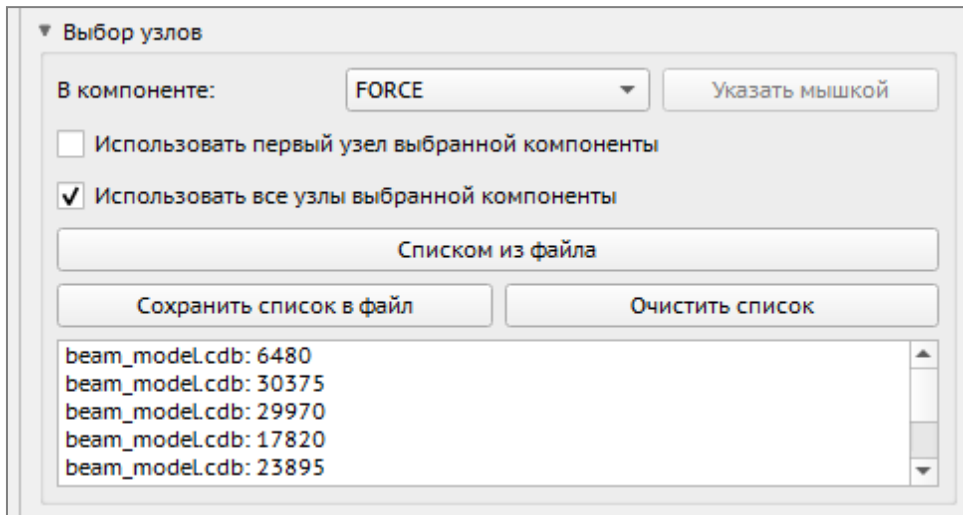 Выбор узлов
В компоненте: FORCE Указать мышкой
Использовать первый узел выбранной компоненты
Использовать все узлы выбранной компоненты
Списком из файла
Сохранить список в файл Очистить список
beam_model.cdb: 6480
beam_model.cdb: 30375
beam_model.cdb: 29970
beam_model.cdb: 17820
beam_model.cdb: 23895